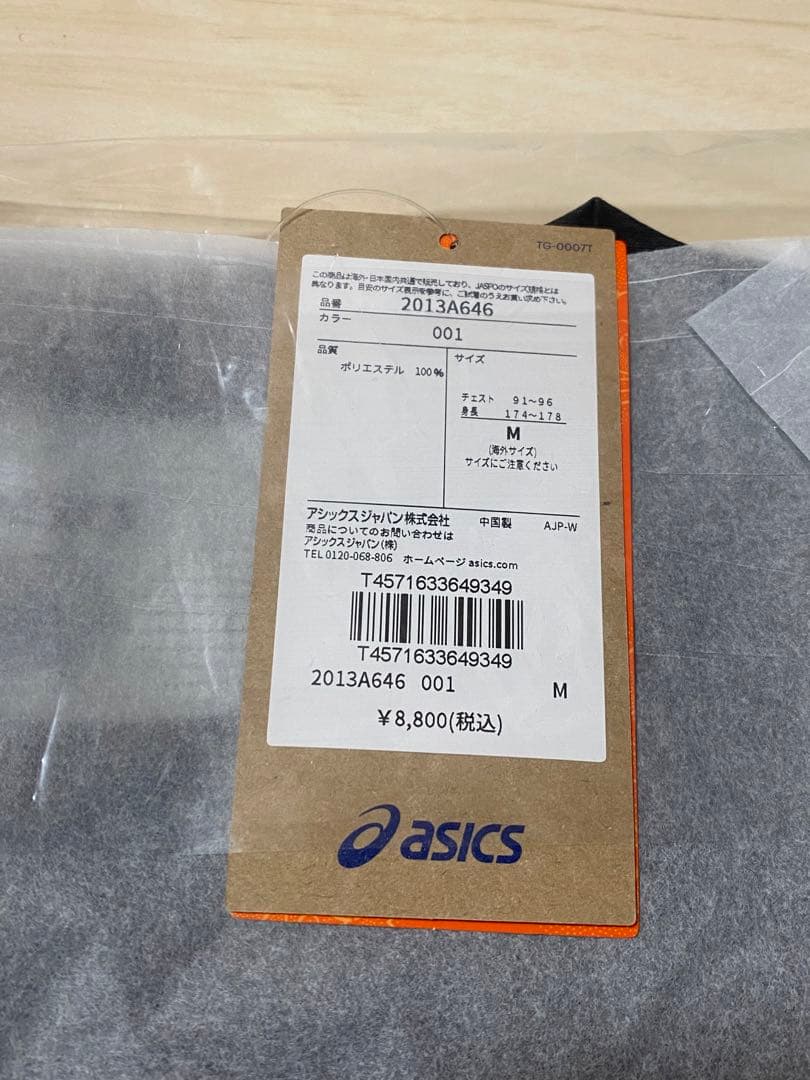 TG-0007T
この商品は海外・日本国内共通で販売しており、JASPOのサイズ規格とは
異なります。目安のサイズ表示を参考に、ご試着のうえお買い求め下さい。
品番 2013A646
カラー 001
品質
ポリエステル 100%
サイズ
チェスト 91~96
身長 174~178
M
(海外サイズ)
サイズにご注意ください
アシックスジャパン株式会社 中国製 AJP-W
商品についてのお問い合わせは
アシックスジャパン(株)
TEL 0120-068-806 ホームページ asics.com
T4571633649349
T4571633649349
2013A646 001 M
¥8,800(税込)
asics